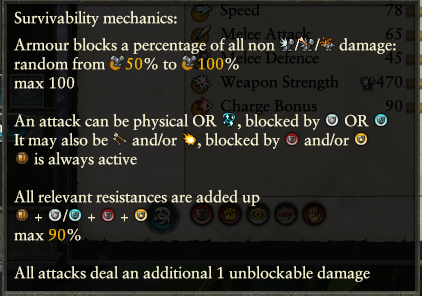 Survivability mechanics:
Speed 78
Armour blocks a percentage of all non / / damage:
Melee Attack 65
random from 50% to 100%
Melee Defence 45
max 100
Weapon Strength 470
Charge Bonus 90
An attack can be physical OR , blocked by OR
It may also be and/or , blocked by and/or
is always active
All relevant resistances are added up
+ / + +
max 90%
All attacks deal an additional 1 unblockable damage